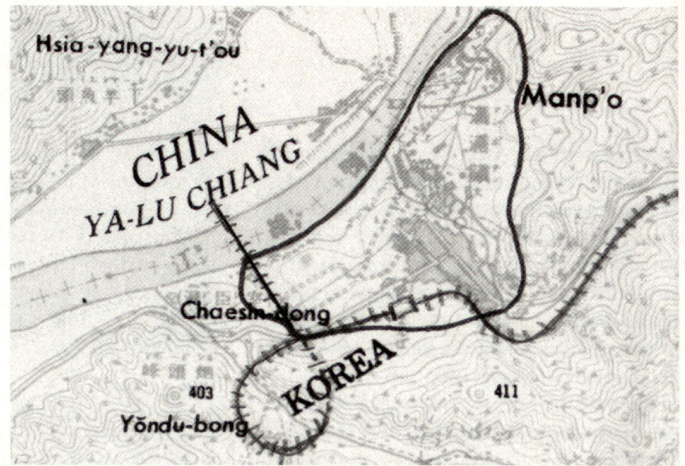 Hsia-yang-yu-t'ou
Manp'o
CHINA
YA-LU CHIANG
Chaesin-dong
KOREA
403
411
Yŏndu-bong